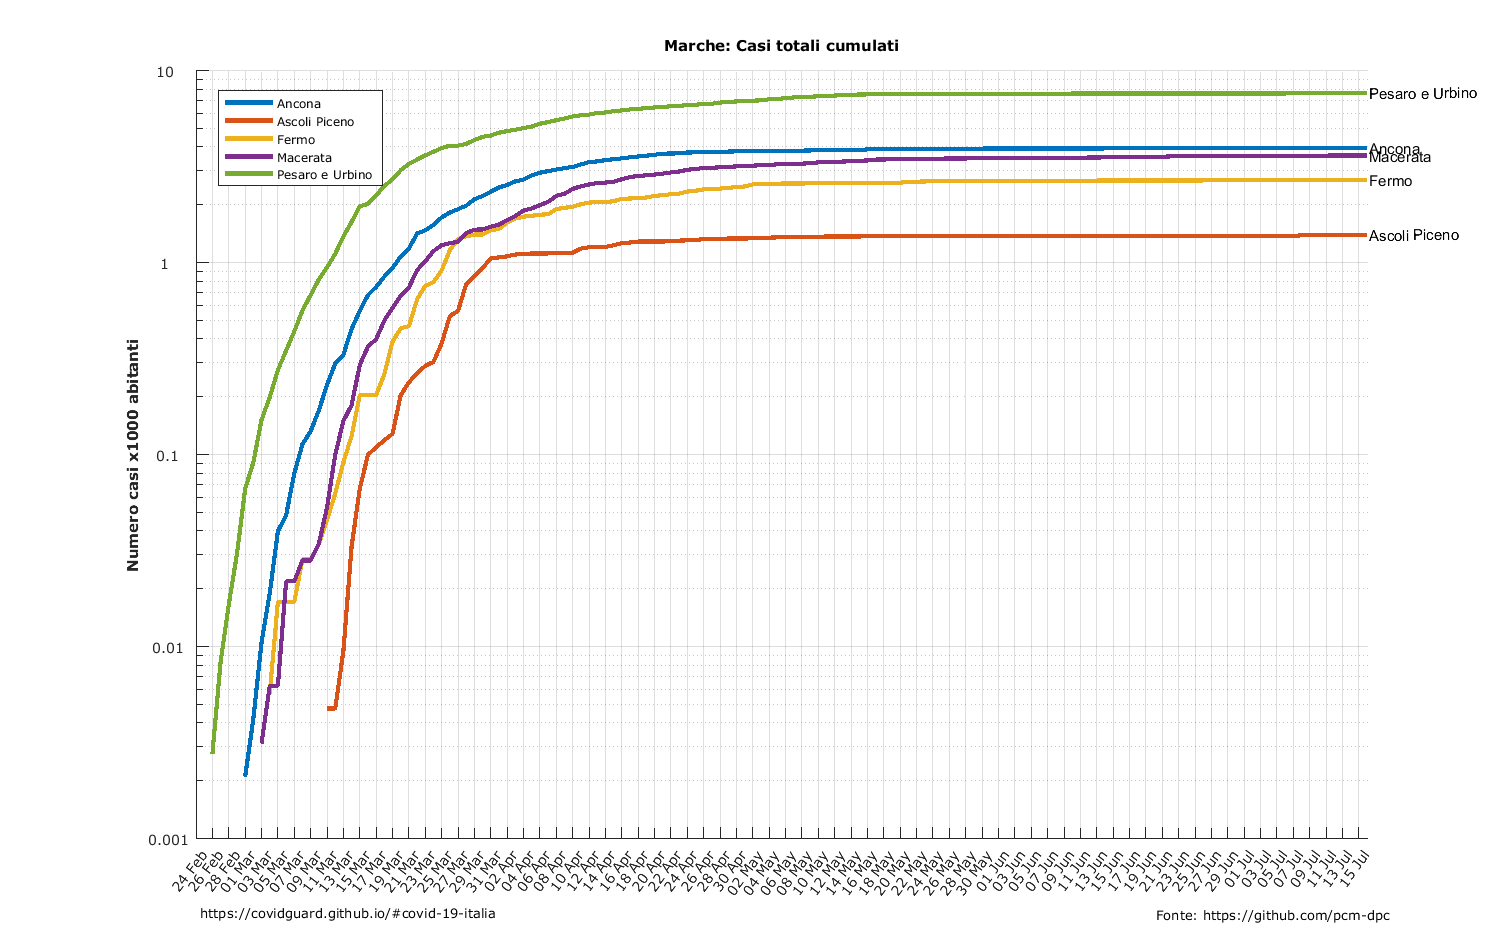 Marche: Casi totali cumulati
10
1
0.1
0.01
0.001
Numero casi x1000 abitanti
Ancona
Ascoli Piceno
Fermo
Macerata
Pesaro e Urbino
Pesaro e Urbino
Ancona
Macerata
Fermo
Ascoli Piceno
24 Feb
26 Feb
28 Feb
01 Mar
03 Mar
05 Mar
07 Mar
09 Mar
11 Mar
13 Mar
15 Mar
17 Mar
19 Mar
21 Mar
23 Mar
25 Mar
27 Mar
29 Mar
31 Mar
02 Apr
04 Apr
06 Apr
08 Apr
10 Apr
12 Apr
14 Apr
16 Apr
18 Apr
20 Apr
22 Apr
24 Apr
26 Apr
28 Apr
30 Apr
02 May
04 May
06 May
08 May
10 May
12 May
14 May
16 May
18 May
20 May
22 May
24 May
26 May
28 May
30 May
01 Jun
03 Jun
05 Jun
07 Jun
09 Jun
11 Jun
13 Jun
15 Jun
17 Jun
19 Jun
21 Jun
23 Jun
25 Jun
27 Jun
29 Jun
01 Jul
03 Jul
05 Jul
07 Jul
09 Jul
11 Jul
13 Jul
15 Jul
https://covidguard.github.io/#covid-19-italia
Fonte: https://github.com/pcm-dpc